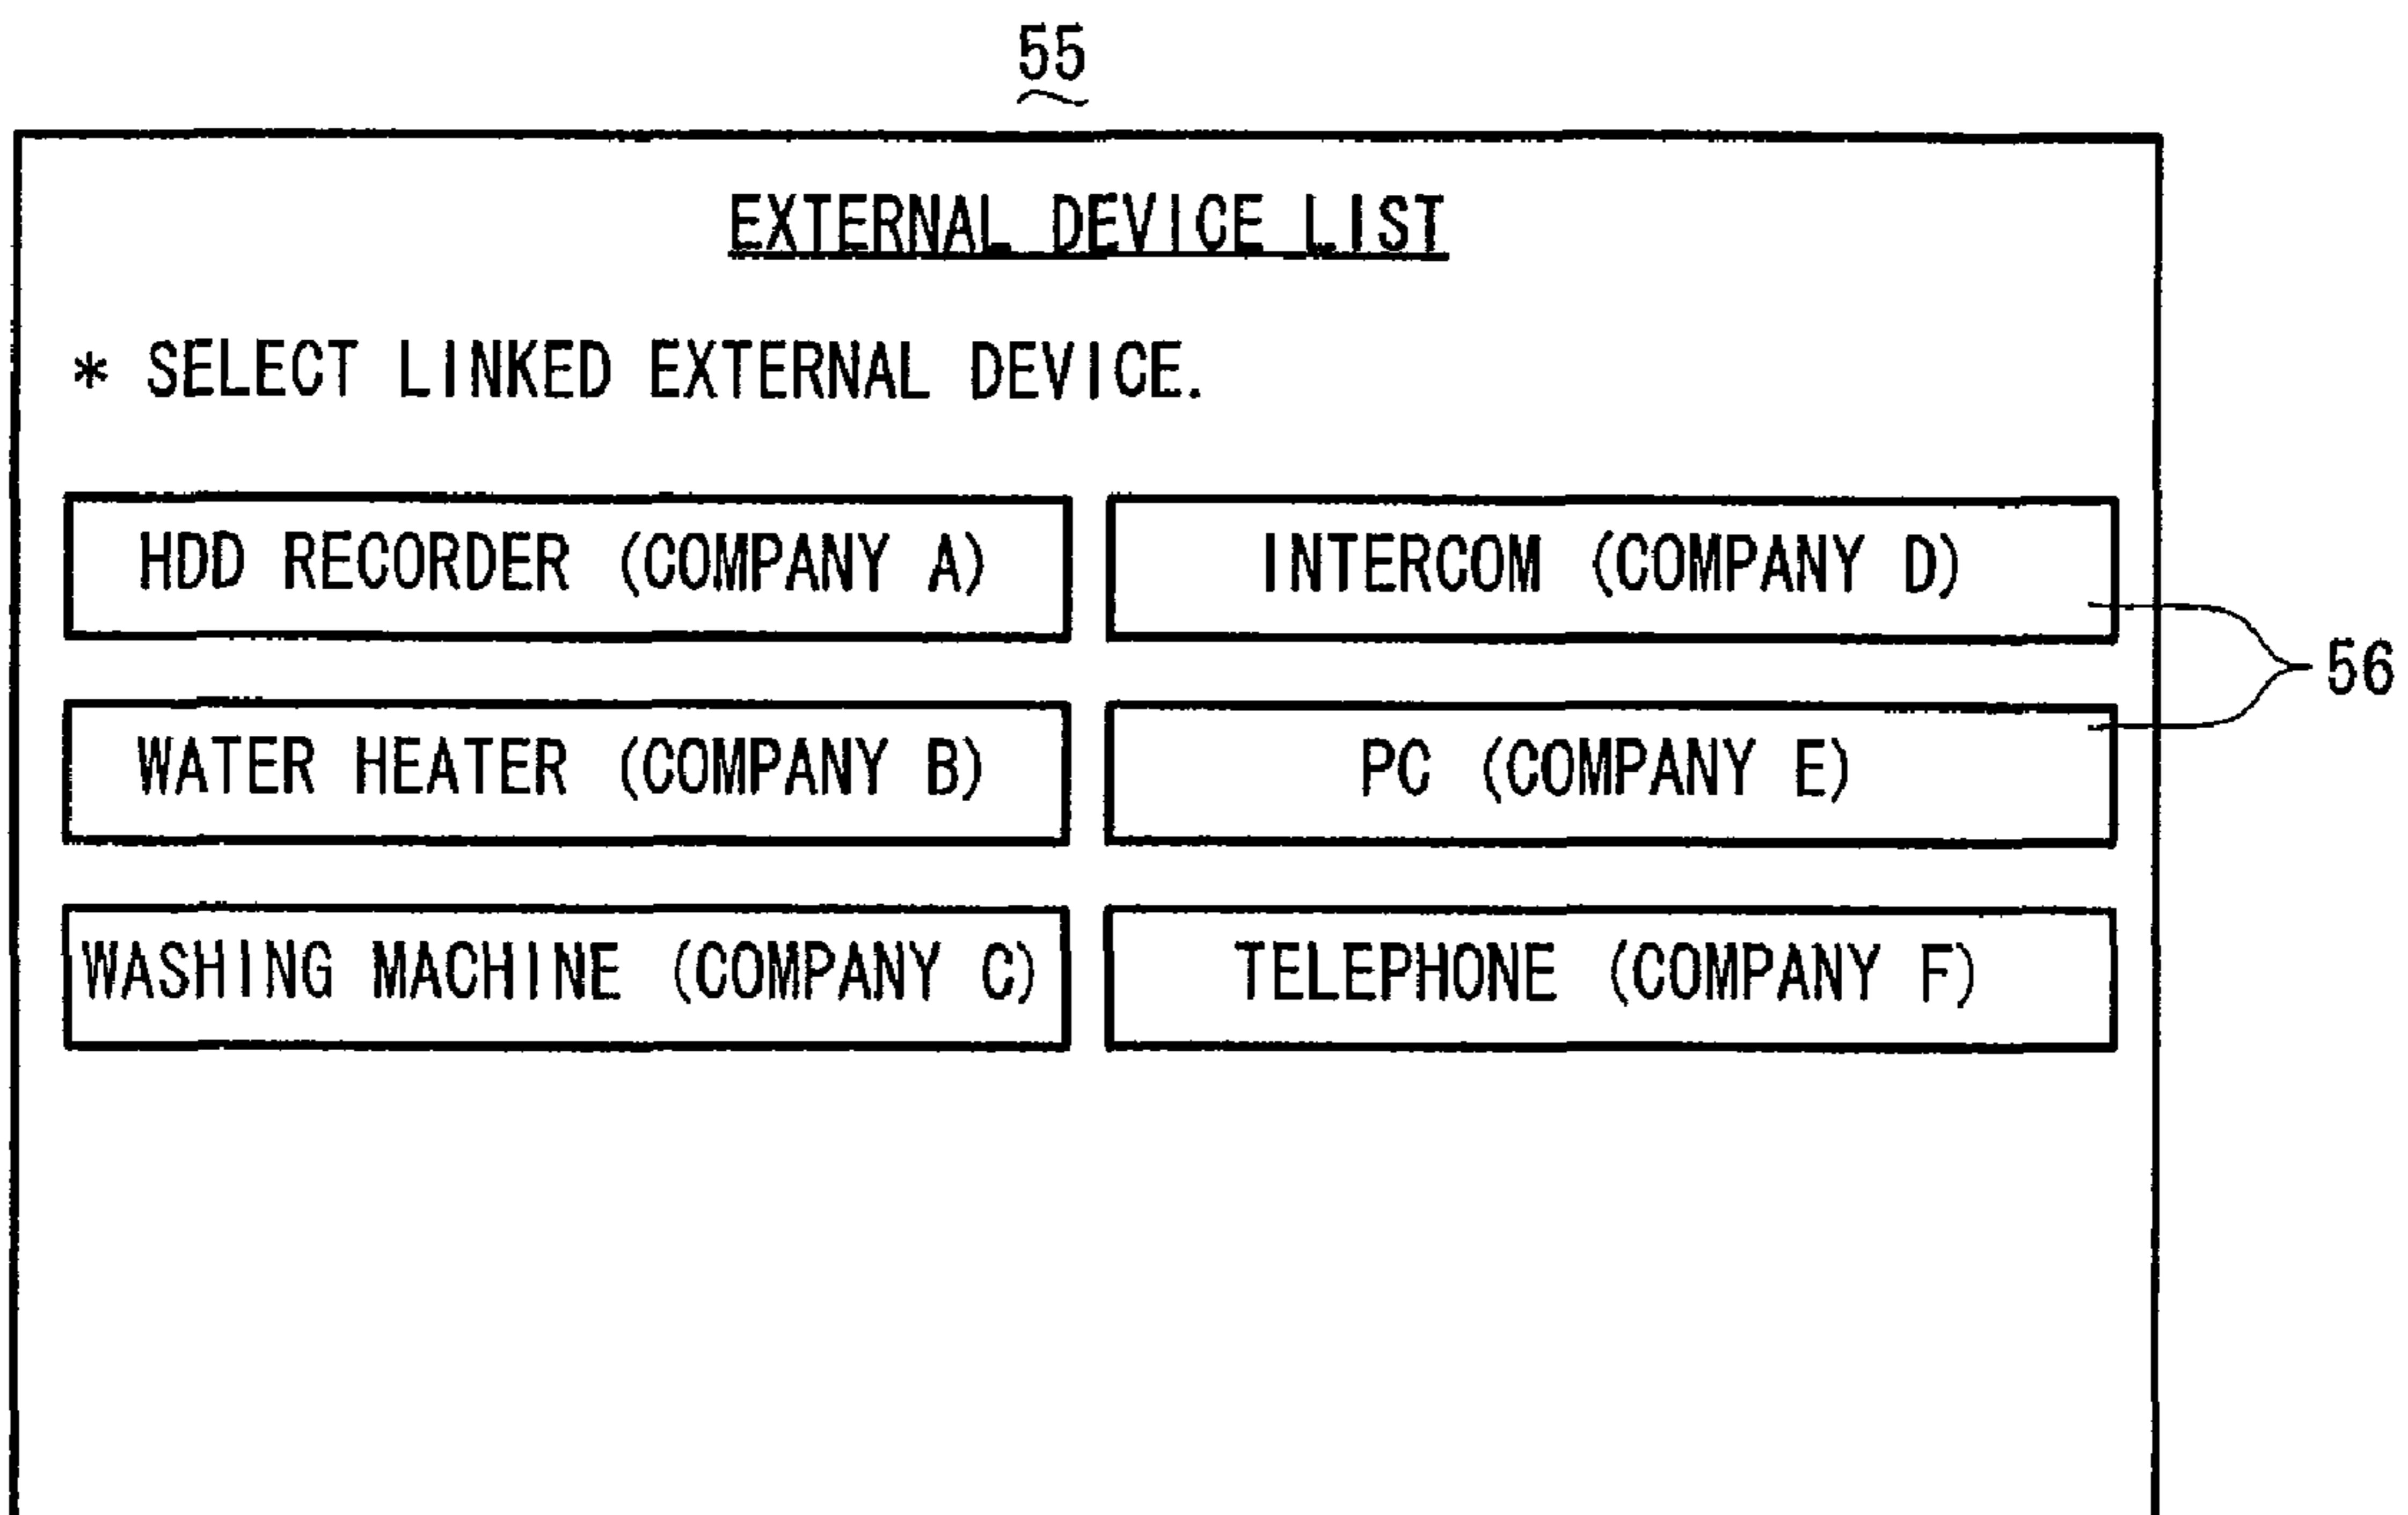 55
EXTERNAL DEVICE LIST
* SELECT LINKED EXTERNAL DEVICE.
HDD RECORDER (COMPANY A)
INTERCOM (COMPANY D)
56
WATER HEATER (COMPANY B)
PC (COMPANY E)
WASHING MACHINE (COMPANY C)
TELEPHONE (COMPANY F)